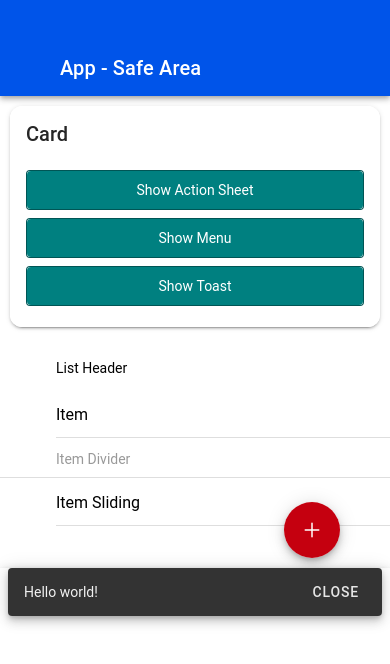 App - Safe Area
Card
Show Action Sheet
Show Menu
Show Toast
List Header
Item
Item Divider
Item Sliding
Hello world!
CLOSE